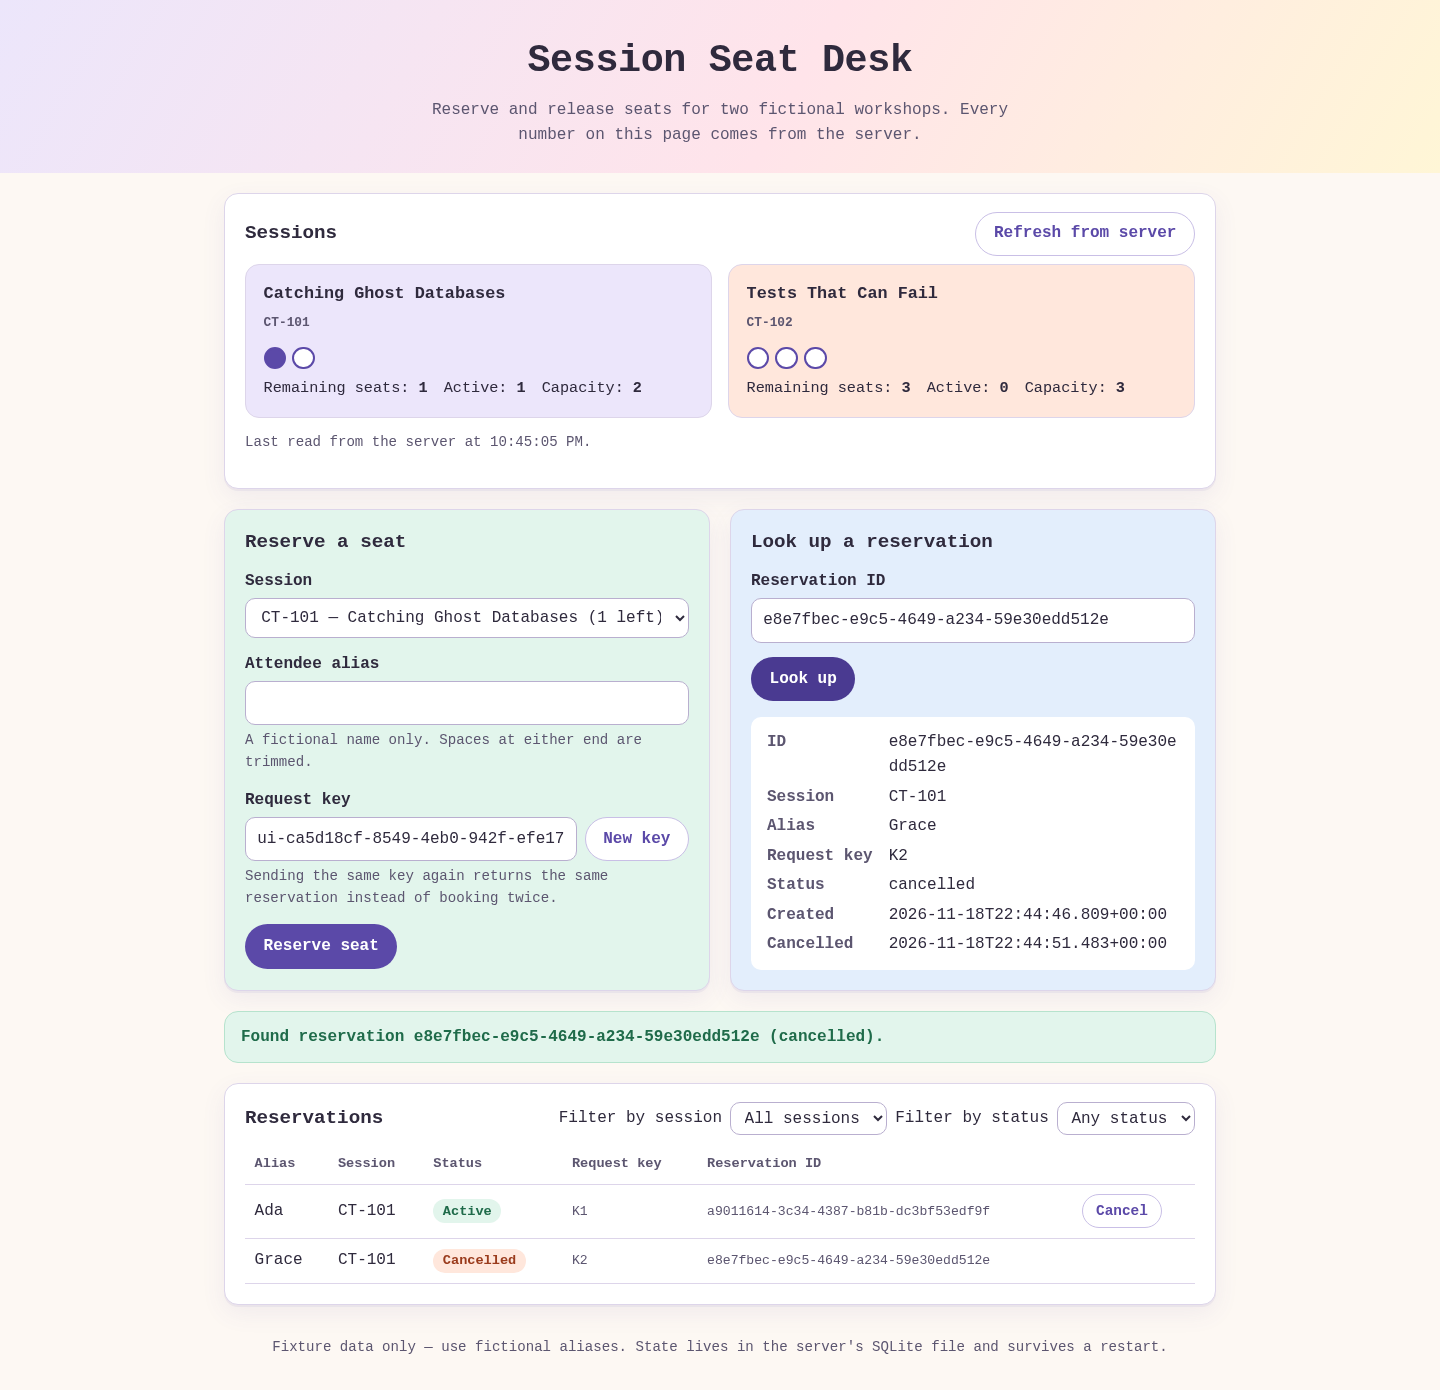 Session Seat Desk
Reserve and release seats for two fictional workshops. Every
number on this page comes from the server.
Sessions
Refresh from server
Catching Ghost Databases
CT-101
Remaining seats: 1 Active: 1 Capacity: 2
Tests That Can Fail
CT-102
Remaining seats: 3 Active: 0 Capacity: 3
Last read from the server at 10:45:05 PM.
Reserve a seat
Session
CT-101 — Catching Ghost Databases (1 left)
Attendee alias
A fictional name only. Spaces at either end are
trimmed.
Request key
ui-ca5d18cf-8549-4eb0-942f-efe17
New key
Sending the same key again returns the same
reservation instead of booking twice.
Reserve seat
Look up a reservation
Reservation ID
e8e7fbec-e9c5-4649-a234-59e30edd512e
Look up
ID e8e7fbec-e9c5-4649-a234-59e30e
dd512e
Session CT-101
Alias Grace
Request key K2
Status cancelled
Created 2026-11-18T22:44:46.809+00:00
Cancelled 2026-11-18T22:44:51.483+00:00
Found reservation e8e7fbec-e9c5-4649-a234-59e30edd512e (cancelled).
Reservations
Filter by session All sessions Filter by status Any status
Alias Session Status Request key Reservation ID
Ada CT-101 Active K1 a9011614-3c34-4387-b81b-dc3bf53edf9f Cancel
Grace CT-101 Cancelled K2 e8e7fbec-e9c5-4649-a234-59e30edd512e
Fixture data only — use fictional aliases. State lives in the server's SQLite file and survives a restart.